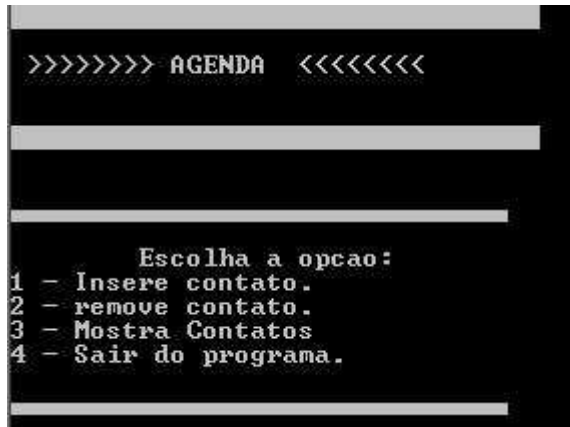 >>>>>>>> AGENDA <<<<<<<<
Escolha a opcao:
1 - Insere contato.
2 - remove contato.
3 - Mostra Contatos
4 - Sair do programa.